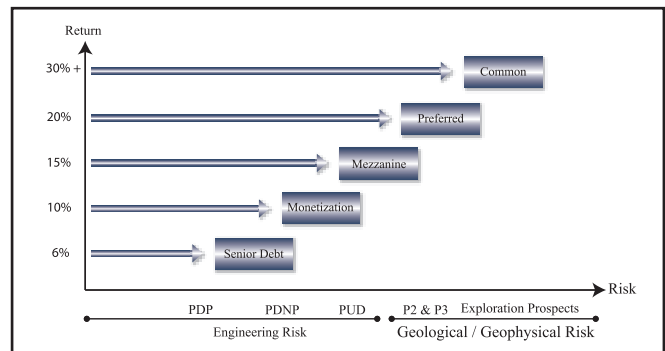 Return
30% +
Common
20%
Preferred
15%
Mezzanine
10%
Monetization
6%
Senior Debt
Risk
PDP PDNP PUD P2 & P3 Exploration Prospects
Engineering Risk Geological / Geophysical Risk